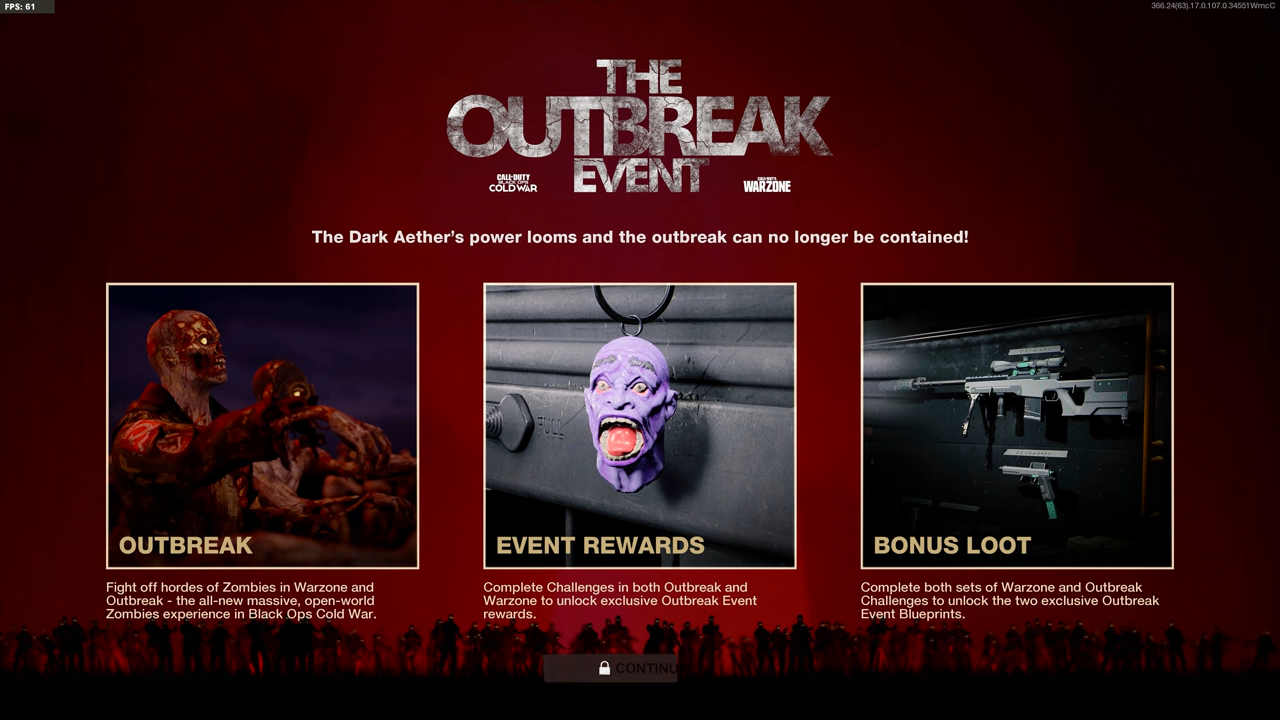 FPS: 61
366.24(63).17.0.107.0.34551WmcC
THE
OUTBREAK
EVENT
CALL OF DUTY
BLACK OPS
COLD WAR
CALL OF DUTY
WARZONE
The Dark Aether's power looms and the outbreak can no longer be contained!
FULL
OUTBREAK
EVENT REWARDS
BONUS LOOT
Fight off hordes of Zombies in Warzone and
Outbreak - the all-new massive, open-world
Zombies experience in Black Ops Cold War.
Complete Challenges in both Outbreak and
Warzone to unlock exclusive Outbreak Event
rewards.
Complete both sets of Warzone and Outbreak
Challenges to unlock the two exclusive Outbreak
Event Blueprints.
CONTINU